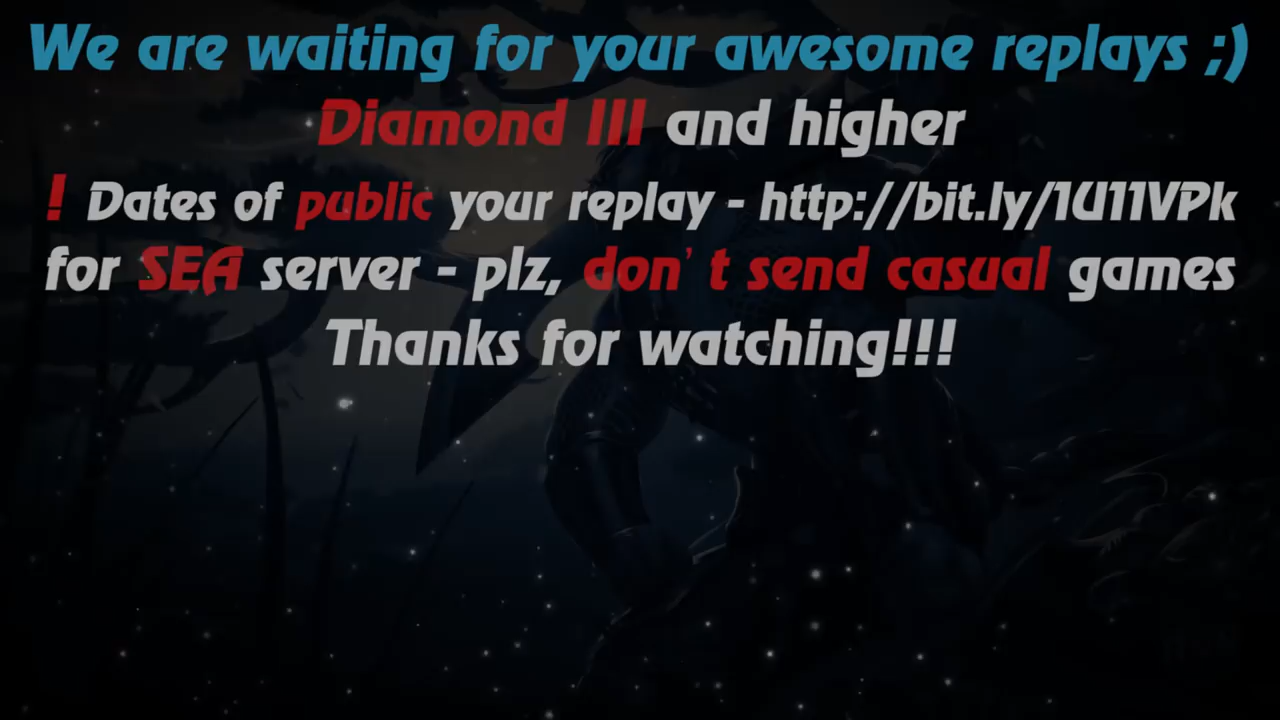 We are waiting for your awesome replays ;)
Diamond III and higher
! Dates of public your replay - http://bit.ly/1U11VPk
for SEA server - plz, don't send casual games
Thanks for watching!!!